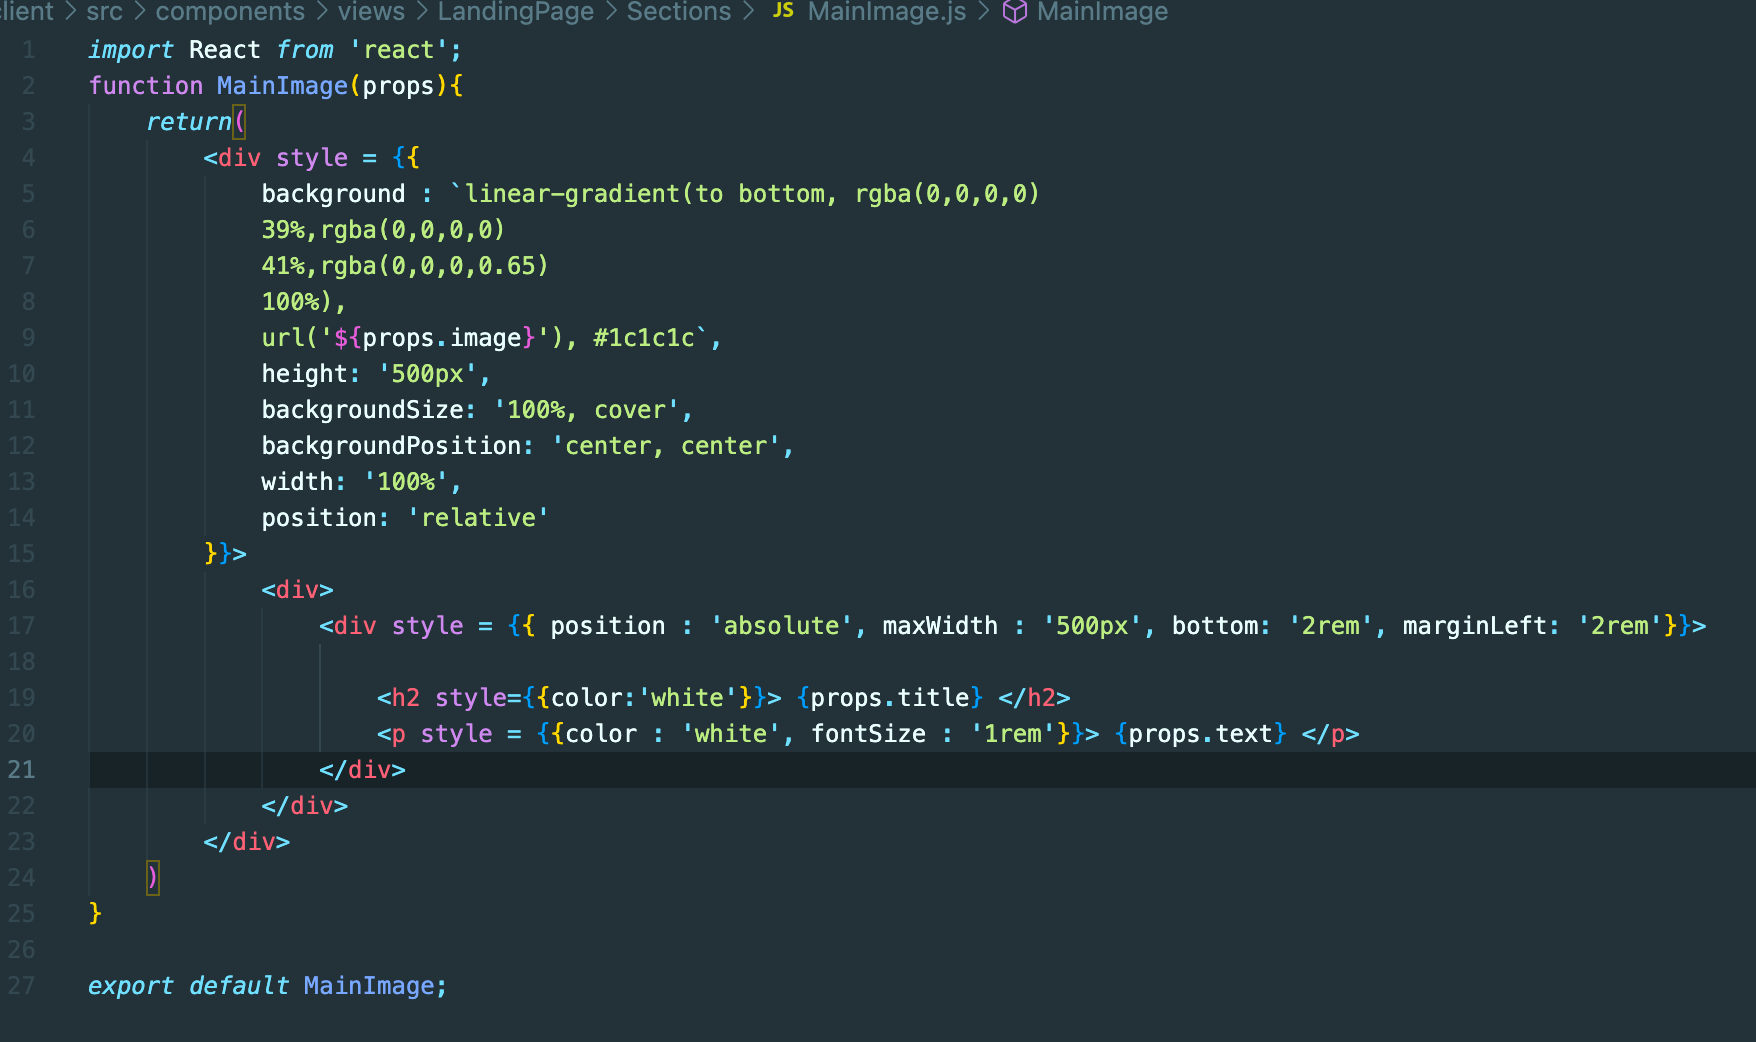 client > src > components > views > LandingPage > Sections > JS MainImage.js > MainImage
1 import React from 'react';
2 function MainImage(props){
3 return(
4 <div style = {{
5 background : `linear-gradient(to bottom, rgba(0,0,0,0)
6 39%,rgba(0,0,0,0)
7 41%,rgba(0,0,0,0.65)
8 100%),
9 url('${props.image}'), #1c1c1c`,
10 height: '500px',
11 backgroundSize: '100%, cover',
12 backgroundPosition: 'center, center',
13 width: '100%',
14 position: 'relative'
15 }}>
16 <div>
17 <div style = {{ position : 'absolute', maxWidth : '500px', bottom: '2rem', marginLeft: '2rem'}}>
18
19 <h2 style={{color:'white'}}> {props.title} </h2>
20 <p style = {{color : 'white', fontSize : '1rem'}}> {props.text} </p>
21 </div>
22 </div>
23 </div>
24 )
25 }
26
27 export default MainImage;